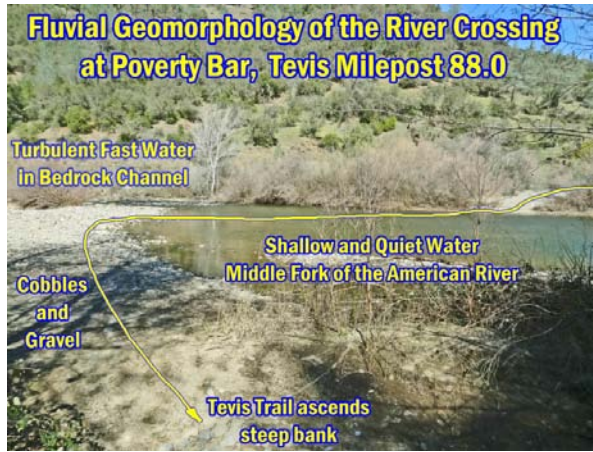 Fluvial Geomorphology of the River Crossing
at Poverty Bar, Tevis Milepost 88.0
Turbulent Fast Water
in Bedrock Channel
Shallow and Quiet Water
Middle Fork of the American River
Cobbles
and
Gravel
Tevis Trail ascends
steep bank